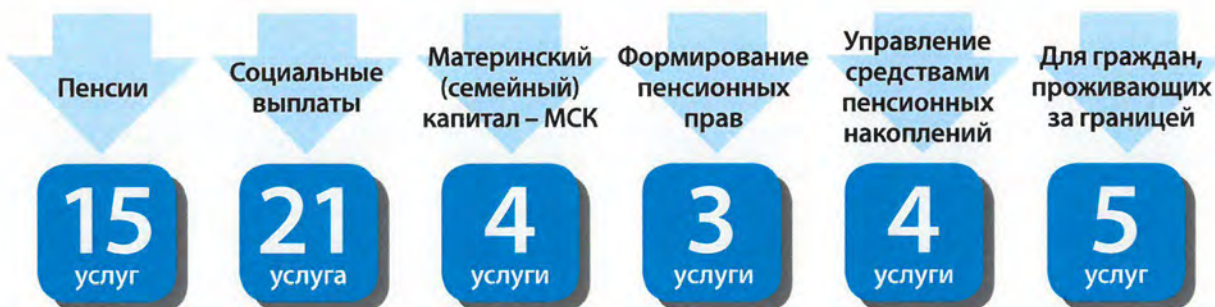 Пенсии
Социальные
выплаты
Материнский
(семейный)
капитал – МСК
Формирование
пенсионных
прав
Управление
средствами
пенсионных
накоплений
Для граждан,
проживающих
за границей
15
услуг
21
услуга
4
услуги
3
услуги
4
услуги
5
услуг